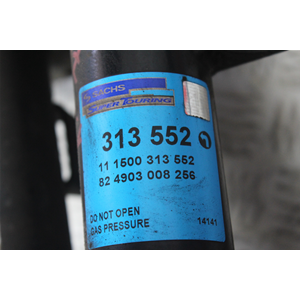 SACHS
SUPER TOURING
313 552
11 1500 313 552
82 4903 008 256
DO NOT OPEN
GAS PRESSURE
14141